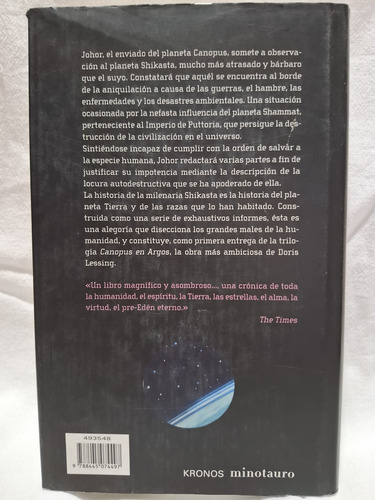 Johor, el enviado del planeta Canopus, somete a observa-
ción al planeta Shikasta, mucho más atrasado y bárbaro
que el suyo. Constatará que aquél se encuentra al borde
de la aniquilación a causa de las guerras, el hambre, las
enfermedades y los desastres ambientales. Una situación
ocasionada por la nefasta influencia del planeta Shammat,
perteneciente al Imperio de Puttoria, que persigue la des-
trucción de la civilización en el universo.
Sintiéndose incapaz de cumplir con la orden de salvar a
la especie humana, Johor redactará varias partes a fin de
justificar su impotencia mediante la descripción de la
locura autodestructiva que se ha apoderado de ella.
La historia de la milenaria Shikasta es la historia del pla-
neta Tierra y de las razas que lo han habitado. Cons-
truida como una serie de exhaustivos informes, ésta es
una alegoría que disecciona los grandes males de la hu-
manidad, y constituye, como primera entrega de la trilo-
gía Canopus en Argos, la obra más ambiciosa de Doris
Lessing.
«Un libro magnífico y asombroso..., una crónica de toda
la humanidad, el espíritu, la Tierra, las estrellas, el alma, la
virtud, el pre-Edén eterno.»
The Times
493548
9 788445 074497
KRONOS minotauro